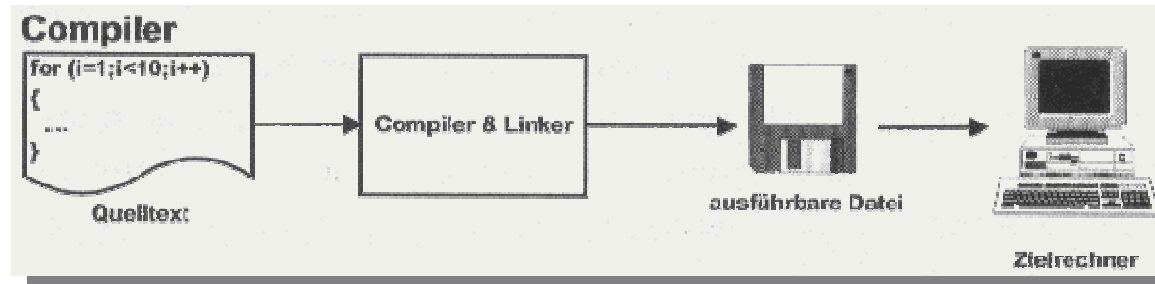 Compiler
for (i=1;i<10;i++)
{
....
}
Quelltext
Compiler & Linker
ausführbare Datei
Zielrechner